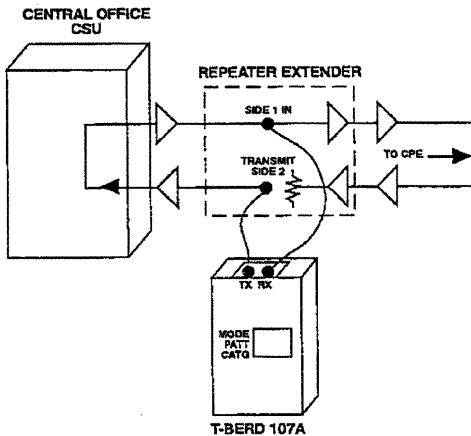 CENTRAL OFFICE
CSU
REPEATER EXTENDER
SIDE 1 IN
TRANSMIT
SIDE 2
TO CPE
TX RX
MODE
PATT
CATG
T-BERD 107A